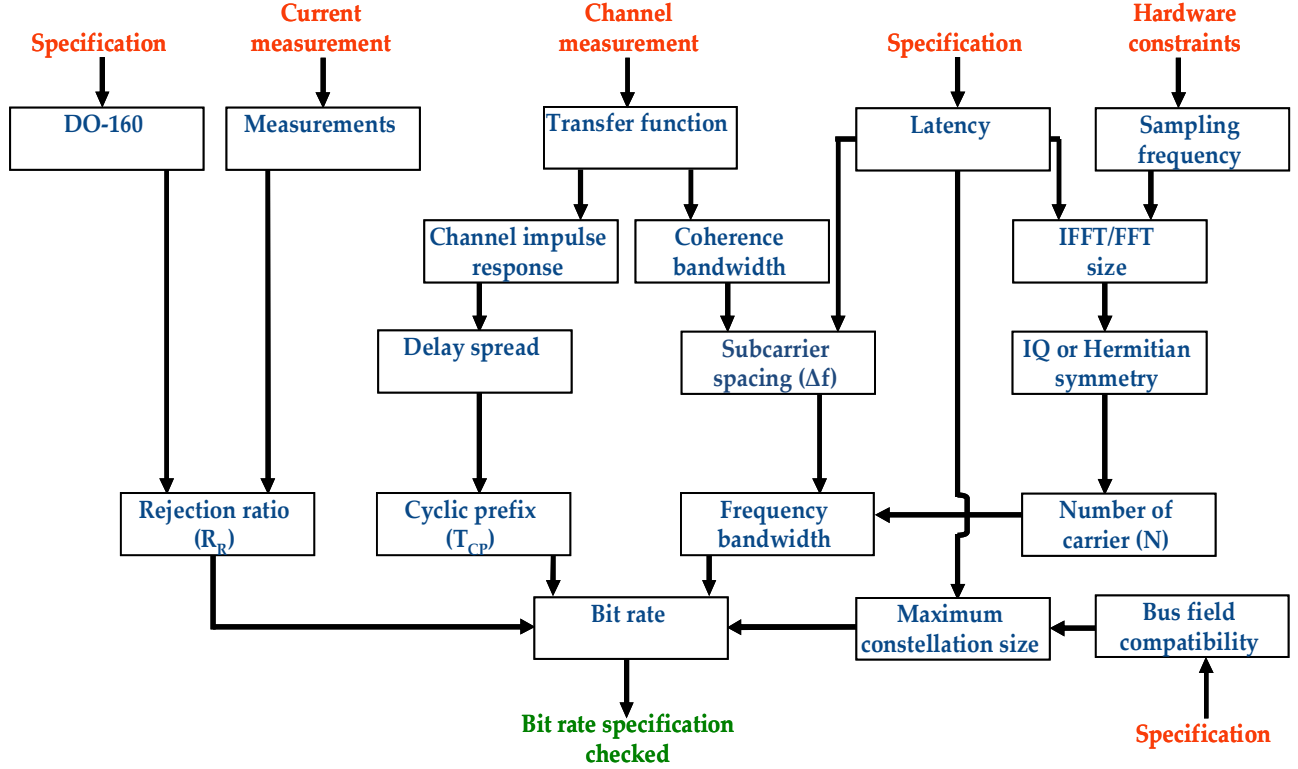 Specification
Current
measurement
Channel
measurement
Specification
Hardware
constraints
DO-160
Measurements
Transfer function
Latency
Sampling
frequency
Channel impulse
response
Coherence
bandwidth
IFFT/FFT
size
Delay spread
Subcarrier
spacing (Δf)
IQ or Hermitian
symmetry
Rejection ratio
(R_R)
Cyclic prefix
(T_CP)
Frequency
bandwidth
Number of
carrier (N)
Bit rate
Maximum
constellation size
Bus field
compatibility
Bit rate specification
checked
Specification